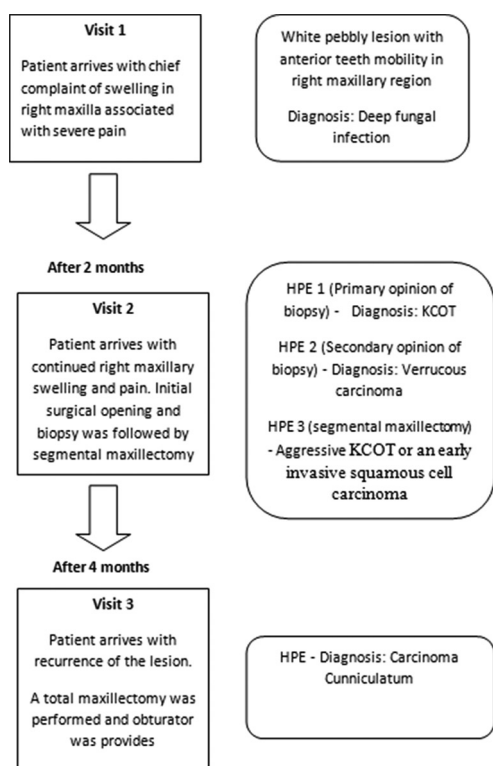 Visit 1
Patient arrives with chief
complaint of swelling in
right maxilla associated
with severe pain
White pebbly lesion with
anterior teeth mobility in
right maxillary region
Diagnosis: Deep fungal
infection
After 2 months
Visit 2
Patient arrives with
continued right maxillary
swelling and pain. Initial
surgical opening and
biopsy was followed by
segmental maxillectomy
HPE 1 (Primary opinion of
biopsy) - Diagnosis: KCOT
HPE 2 (Secondary opinion of
biopsy) - Diagnosis: Verrucous
carcinoma
HPE 3 (segmental maxillectomy)
- Aggressive KCOT or an early
invasive squamous cell
carcinoma
After 4 months
Visit 3
Patient arrives with
recurrence of the lesion.
A total maxillectomy was
performed and obturator
was provides
HPE - Diagnosis: Carcinoma
Cunniculatum